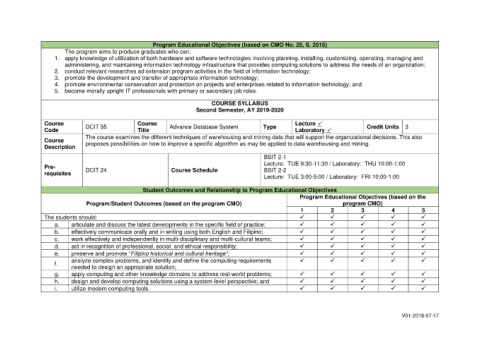 Program Educational Objectives (based on CMO No. 25, S. 2015)
The program aims to produce graduates who can:
1. apply knowledge of utilization of both hardware and software technologies involving planning, installing, customizing, operating, managing and
administering, and maintaining information technology infrastructure that provides computing solutions to address the needs of an organization;
2. conduct relevant researches ad extension program activities in the field of information technology;
3. promote the development and transfer of appropriate information technology;
4. promote environmental conservation and protection on projects and enterprises related to information technology; and
5. become morally upright IT professionals with primary or secondary job roles.
COURSE SYLLABUS
Second Semester, AY 2019-2020
Course Code DCIT 55 Course Title Advance Database System Type Lecture ✓ Laboratory ✓ Credit Units 3
Course Description The course examines the different techniques of warehousing and mining data that will support the organizational decisions. This also
proposes possibilities on how to improve a specific algorithm as may be applied to data warehousing and mining.
Pre-requisites DCIT 24 Course Schedule
BSIT 2-1
Lecture: TUE 9:30-11:30 / Laboratory: THU 10:00-1:00
BSIT 2-2
Lecture: TUE 3:00-5:00 / Laboratory: FRI 10:00-1:00
Student Outcomes and Relationship to Program Educational Objectives
Program/Student Outcomes (based on the program CMO) Program Educational Objectives (based on the program CMO)
1 2 3 4 5
The students should: ✓ ✓ ✓ ✓ ✓
a. articulate and discuss the latest developments in the specific field of practice; ✓ ✓ ✓ ✓ ✓
b. effectively communicate orally and in writing using both English and Filipino; ✓ ✓ ✓ ✓ ✓
c. work effectively and independently in multi-disciplinary and multi-cultural teams; ✓ ✓ ✓ ✓ ✓
d. act in recognition of professional, social, and ethical responsibility; ✓ ✓ ✓ ✓ ✓
e. preserve and promote "Filipino historical and cultural heritage"; ✓ ✓ ✓ ✓ ✓
f. analyze complex problems, and identify and define the computing requirements ✓ ✓ ✓ ✓ ✓
needed to design an appropriate solution;
g. apply computing and other knowledge domains to address real-world problems; ✓ ✓ ✓ ✓ ✓
h. design and develop computing solutions using a system-level perspective; and ✓ ✓ ✓ ✓ ✓
i. utilize modern computing tools. ✓ ✓ ✓ ✓ ✓
V01-2018-07-17